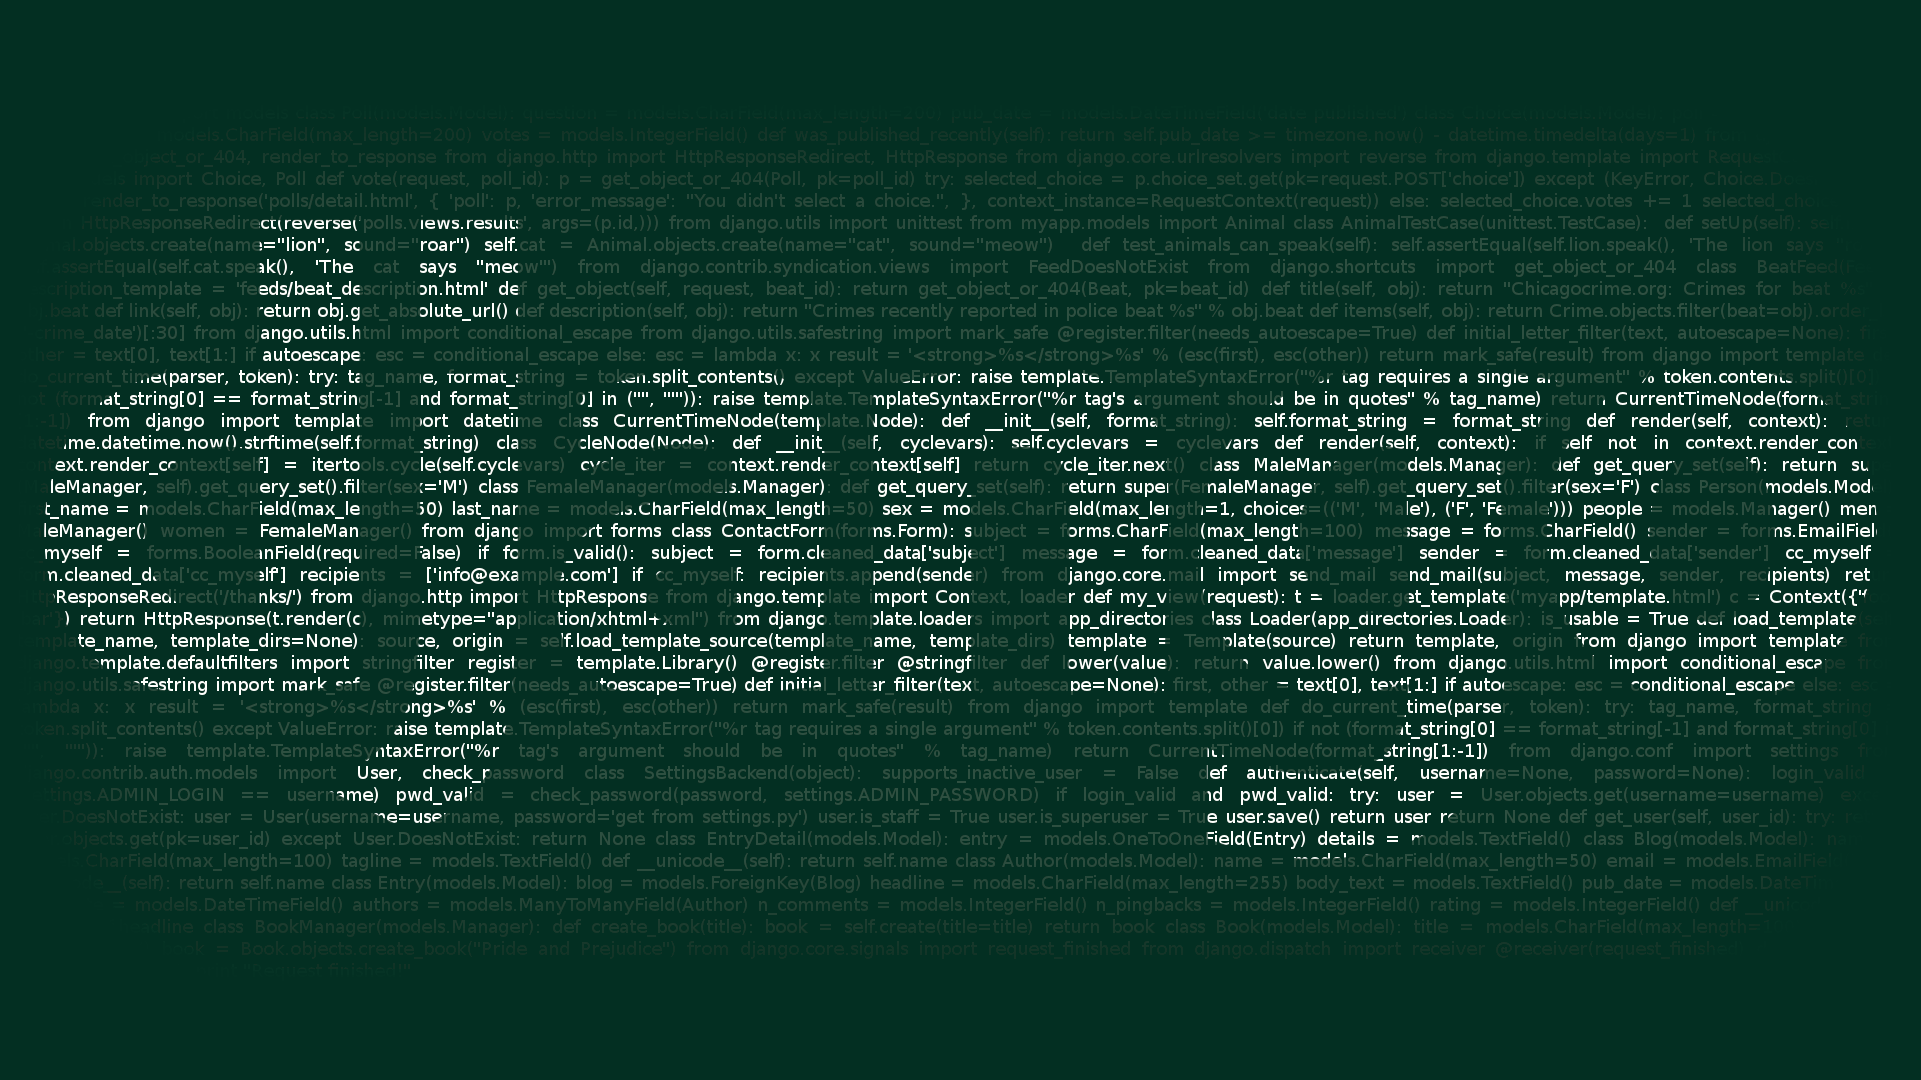 models class Poll(models.Model): question = models.CharField(max_length=200) pub_date = models.DateTimeField('date published') class Choice(models.Model):
models.CharField(max_length=200) votes = models.IntegerField() def was_published_recently(self): return self.pub_date >= timezone.now() - datetime.timedelta(days=1) from
object_or_404, render_to_response from django.http import HttpResponseRedirect, HttpResponse from django.core.urlresolvers import reverse from django.template import
import Choice, Poll def vote(request, poll_id): p = get_object_or_404(Poll, pk=poll_id) try: selected_choice = p.choice_set.get(pk=request.POST['choice']) except (KeyError,
render_to_response('polls/detail.html', { 'poll': p, 'error_message': "You didn't select a choice.", }, context_instance=RequestContext(request)) else: selected_choice.votes += 1
HttpResponseRedirect(reverse('polls.views.results', args=(p.id,))) from django.utils import unittest from myapp.models import Animal class AnimalTestCase(unittest.TestCase): def setUp(self):
al.objects.create(name="lion", sound="roar") self.cat = Animal.objects.create(name="cat", sound="meow") def test_animals_can_speak(self): self.assertEqual(self.lion.speak(), 'The lion says
assertEqual(self.cat.speak(), 'The cat says "meow"') from django.contrib.syndication.views import FeedDoesNotExist from django.shortcuts import get_object_or_404 class
cription_template = 'feeds/beat_description.html' def get_object(self, request, beat_id): return get_object_or_404(Beat, pk=beat_id) def title(self, obj): return "Chicagocrime.org: Crimes for beat %s"
.beat def link(self, obj): return obj.get_absolute_url() def description(self, obj): return "Crimes recently reported in police beat %s" % obj.beat def items(self, obj): return Crime.objects.filter(beat=obj).order
crime_date')[:30] from django.utils.html import conditional_escape from django.utils.safestring import mark_safe @register.filter(needs_autoescape=True) def initial_letter_filter(text, autoescape=None):
her = text[0], text[1:] if autoescape: esc = conditional_escape else: esc = lambda x: x result = '<strong>%s</strong>%s' % (esc(first), esc(other)) return mark_safe(result) from django import template
_current_time(parser, token): try: tag_name, format_string = token.split_contents() except ValueError: raise template.TemplateSyntaxError("%r tag requires a single argument" % token.contents.split()[0]
(format_string[0] == format_string[-1] and format_string[0] in ('"', "'")): raise template.TemplateSyntaxError("%r tag's argument should be in quotes" % tag_name) return CurrentTimeNode(format_str
-1]) from django import template import datetime class CurrentTimeNode(template.Node): def __init__(self, format_string): self.format_string = format_string def render(self, context):
tetime.datetime.now().strftime(self.format_string) class CycleNode(Node): def __init__(self, cyclevars): self.cyclevars = cyclevars def render(self, context): if self not in context.render_con
ntext.render_context[self] = itertools.cycle(self.cyclevars) cycle_iter = context.render_context[self] return cycle_iter.next() class MaleManager(models.Manager): def get_query_set(self): return su
leManager, self).get_query_set().filter(sex='M') class FemaleManager(models.Manager): def get_query_set(self): return super(FemaleManager, self).get_query_set().filter(sex='F') class Person(models.Mod
t_name = models.CharField(max_length=50) last_name = models.CharField(max_length=50) sex = models.CharField(max_length=1, choices=(('M', 'Male'), ('F', 'Female'))) people = models.Manager() men
leManager() women = FemaleManager() from django import forms class ContactForm(forms.Form): subject = forms.CharField(max_length=100) message = forms.CharField() sender = forms.EmailFiel
myself = forms.BooleanField(required=False) if form.is_valid(): subject = form.cleaned_data['subject'] message = form.cleaned_data['message'] sender = form.cleaned_data['sender'] cc_myself
rm.cleaned_data['cc_myself'] recipients = ['info@example.com'] if cc_myself: recipients.append(sender) from django.core.mail import send_mail send_mail(subject, message, sender, recipients) ret
tpResponseRedirect('/thanks/') from django.http import HttpResponse from django.template import Context, loader def my_view(request): t = loader.get_template('myapp/template.html') c = Context({'f
ar'}) return HttpResponse(t.render(c), mimetype="application/xhtml+xml") from django.template.loaders import app_directories class Loader(app_directories.Loader): is_usable = True def load_template
mplate_name, template_dirs=None): source, origin = self.load_template_source(template_name, template_dirs) template = Template(source) return template, origin from django import template
ango.template.defaultfilters import stringfilter register = template.Library() @register.filter @stringfilter def lower(value): return value.lower() from django.utils.html import conditional_escape
ango.utils.safestring import mark_safe @register.filter(needs_autoescape=True) def initial_letter_filter(text, autoescape=None): first, other = text[0], text[1:] if autoescape: esc = conditional_escape else: esc
mbda x: x result = '<strong>%s</strong>%s' % (esc(first), esc(other)) return mark_safe(result) from django import template def do_current_time(parser, token): try: tag_name, format_string
ken.split_contents() except ValueError: raise template.TemplateSyntaxError("%r tag requires a single argument" % token.contents.split()[0]) if not (format_string[0] == format_string[-1] and format_string[0]
"'")): raise template.TemplateSyntaxError("%r tag's argument should be in quotes" % tag_name) return CurrentTimeNode(format_string[1:-1]) from django.conf import settings
ngo.contrib.auth.models import User, check_password class SettingsBackend(object): supports_inactive_user = False def authenticate(self, username=None, password=None): login_valid
ttings.ADMIN_LOGIN == username) pwd_valid = check_password(password, settings.ADMIN_PASSWORD) if login_valid and pwd_valid: try: user = User.objects.get(username=username)
DoesNotExist: user = User(username=username, password='get from settings.py') user.is_staff = True user.is_superuser = True user.save() return user return None def get_user(self, user_id): try:
objects.get(pk=user_id) except User.DoesNotExist: return None class EntryDetail(models.Model): entry = models.OneToOneField(Entry) details = models.TextField() class Blog(models.Model):
CharField(max_length=100) tagline = models.TextField() def __unicode__(self): return self.name class Author(models.Model): name = models.CharField(max_length=50) email = models.EmailField
__(self): return self.name class Entry(models.Model): blog = models.ForeignKey(Blog) headline = models.CharField(max_length=255) body_text = models.TextField() pub_date = models.DateTi
= models.DateTimeField() authors = models.ManyToManyField(Author) n_comments = models.IntegerField() n_pingbacks = models.IntegerField() rating = models.IntegerField() def
class BookManager(models.Manager): def create_book(title): book = self.create(title=title) return book class Book(models.Model): title = models.CharField(max_length=
book = Book.objects.create_book("Pride and Prejudice") from django.core.signals import request_finished from django.dispatch import receiver @receiver(request_finished
"Request finished!"